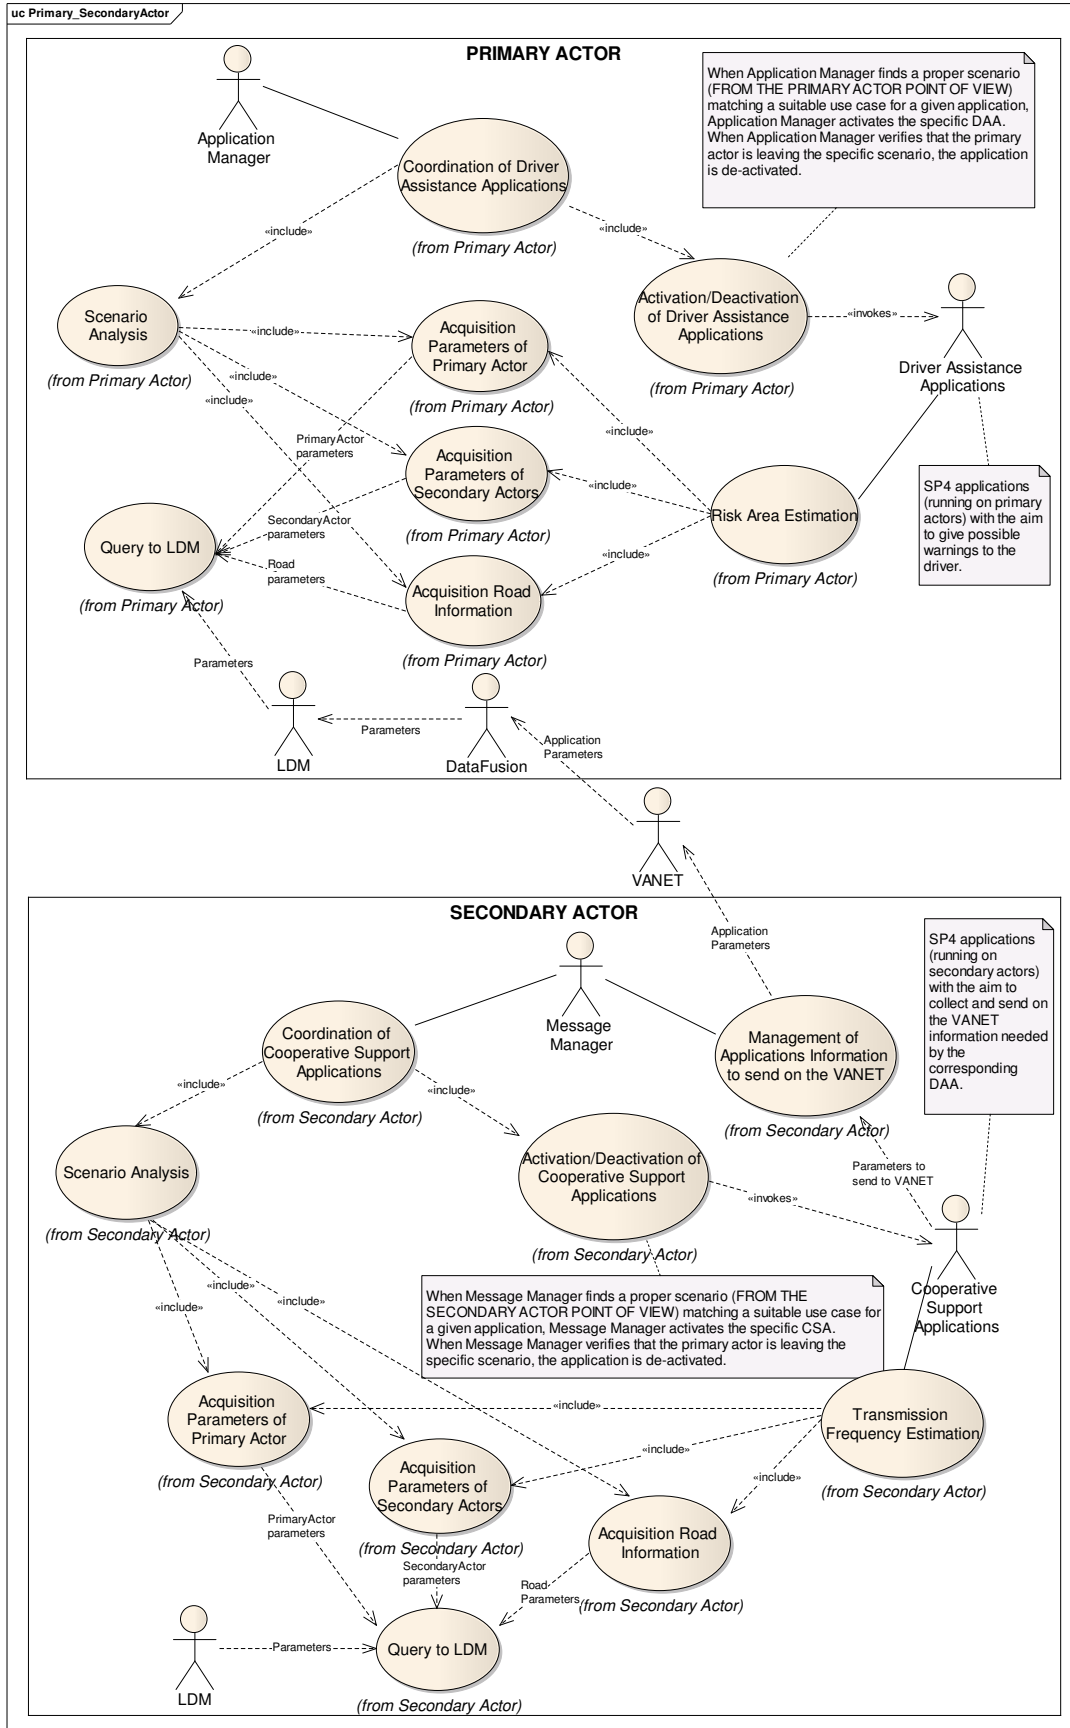 uc Primary_SecondaryActor
PRIMARY ACTOR
Application
Manager
When Application Manager finds a proper scenario
(FROM THE PRIMARY ACTOR POINT OF VIEW)
matching a suitable use case for a given application,
Application Manager activates the specific DAA.
When Application Manager verifies that the primary
actor is leaving the specific scenario, the application
is de-activated.
Coordination of Driver
Assistance Applications
(from Primary Actor)
«include»
«include»
Scenario
Analysis
(from Primary Actor)
«include»
«include»
«include»
Acquisition
Parameters of
Primary Actor
(from Primary Actor)
Activation/Deactivation
of Driver Assistance
Applications
(from Primary Actor)
«invokes»
Driver Assistance
Applications
PrimaryActor
parameters
Acquisition
Parameters of
Secondary Actors
(from Primary Actor)
«include»
«include»
«include»
Risk Area Estimation
(from Primary Actor)
SP4 applications
(running on primary
actors) with the aim
to give possible
warnings to the
driver.
Query to LDM
(from Primary Actor)
SecondaryActor
parameters
Road
parameters
Acquisition Road
Information
(from Primary Actor)
Parameters
LDM
Parameters
DataFusion
Application
Parameters
VANET
SECONDARY ACTOR
Application
Parameters
Message
Manager
SP4 applications
(running on
secondary actors)
with the aim to
collect and send on
the VANET
information needed
by the
corresponding
DAA.
Coordination of
Cooperative Support
Applications
(from Secondary Actor)
Management of
Applications Information
to send on the VANET
(from Secondary Actor)
«include»
«include»
Scenario Analysis
(from Secondary Actor)
Activation/Deactivation of
Cooperative Support
Applications
(from Secondary Actor)
Parameters to
send to VANET
«invokes»
Cooperative
Support
Applications
«include»
«include»
«include»
When Message Manager finds a proper scenario (FROM THE
SECONDARY ACTOR POINT OF VIEW) matching a suitable use case for
a given application, Message Manager activates the specific CSA.
When Message Manager verifies that the primary actor is leaving the
specific scenario, the application is de-activated.
Acquisition
Parameters of
Primary Actor
(from Secondary Actor)
«include»
«include»
«include»
Transmission
Frequency Estimation
(from Secondary Actor)
Acquisition
Parameters of
Secondary Actors
(from Secondary Actor)
Acquisition Road
Information
(from Secondary Actor)
PrimaryActor
parameters
SecondaryActor
parameters
Road
Parameters
LDM
Parameters
Query to LDM
(from Secondary Actor)